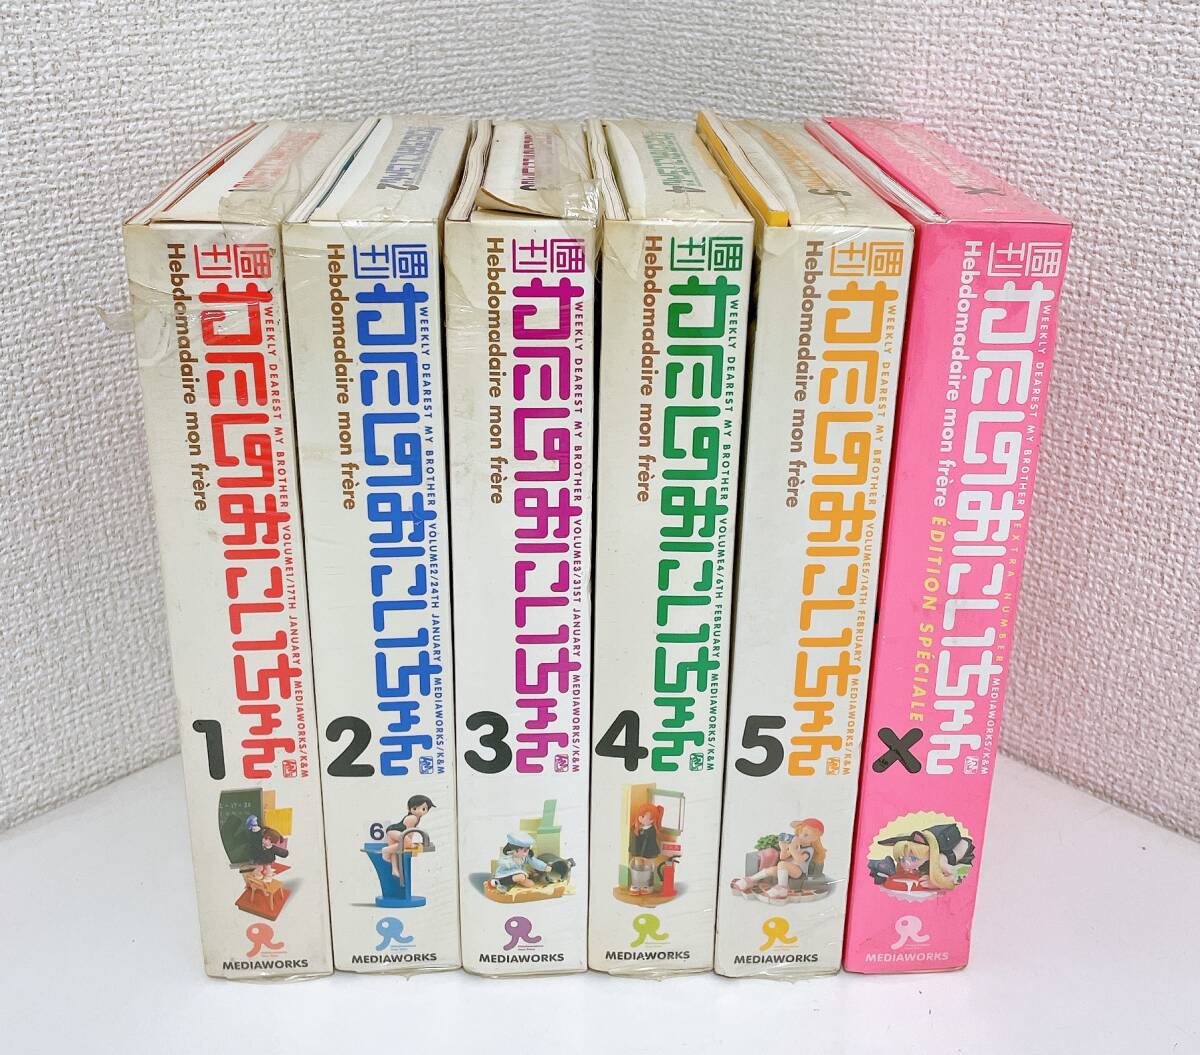 週刊
わたしのおにいちゃん
Hebdomadaire mon frère
WEEKLY DEAREST MY BROTHER VOLUME1/17TH JANUARY MEDIAWORKS/K&M
1
MEDIAWORKS
週刊
わたしのおにいちゃん
Hebdomadaire mon frère
WEEKLY DEAREST MY BROTHER VOLUME2/24TH JANUARY MEDIAWORKS/K&M
2
6
MEDIAWORKS
週刊
わたしのおにいちゃん
Hebdomadaire mon frère
WEEKLY DEAREST MY BROTHER VOLUME3/31ST JANUARY MEDIAWORKS/K&M
3
MEDIAWORKS
週刊
わたしのおにいちゃん
Hebdomadaire mon frère
WEEKLY DEAREST MY BROTHER VOLUME4/6TH FEBRUARY MEDIAWORKS/K&M
4
MEDIAWORKS
週刊
わたしのおにいちゃん
Hebdomadaire mon frère
WEEKLY DEAREST MY BROTHER VOLUME5/14TH FEBRUARY MEDIAWORKS/K&M
5
MEDIAWORKS
週刊
わたしのおにいちゃん
Hebdomadaire mon frère ÉDITION SPÉCIALE
WEEKLY DEAREST MY BROTHER EXTRA NUMBER MEDIAWORKS/K&M
X
MEDIAWORKS